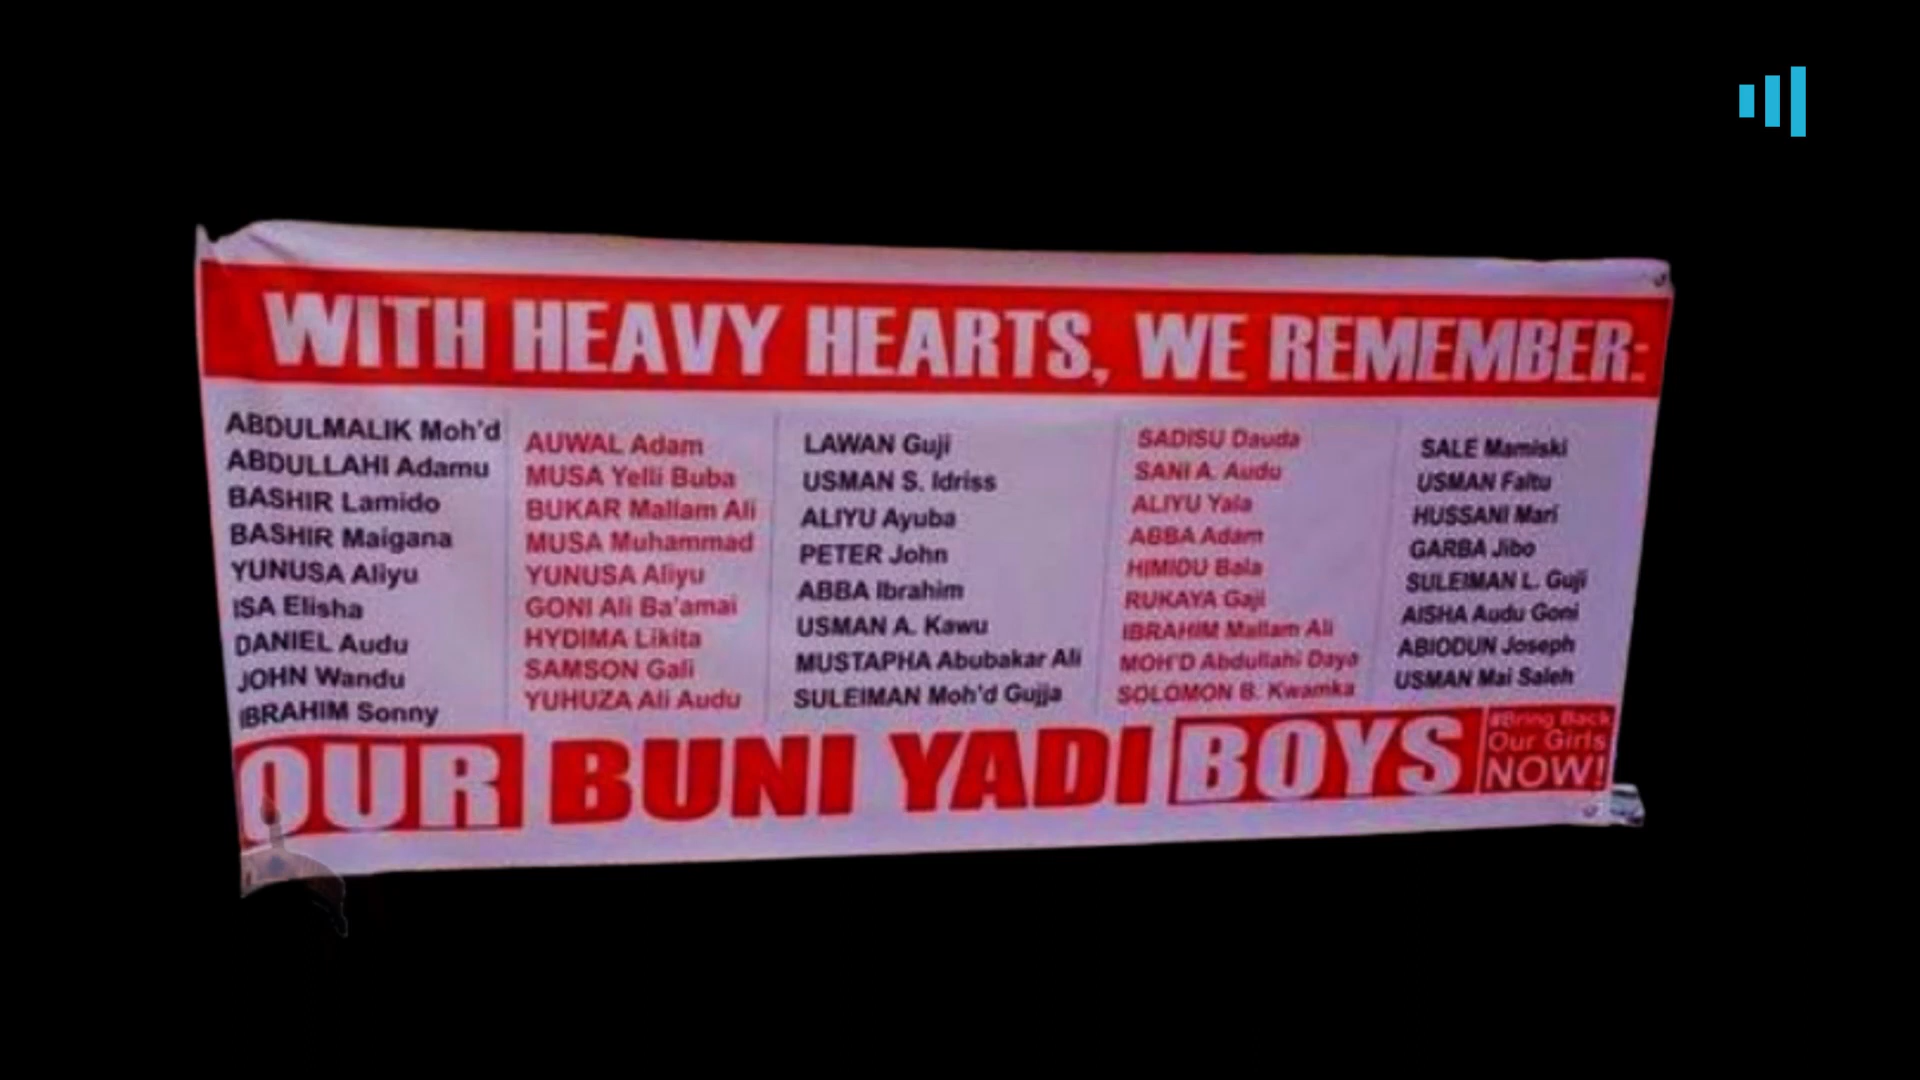 WITH HEAVY HEARTS, WE REMEMBER:
ABDULMALIK Moh'd
ABDULLAHI Adamu
BASHIR Lamido
BASHIR Maigana
YUNUSA Aliyu
ISA Elisha
DANIEL Audu
JOHN Wandu
IBRAHIM Sonny
AUWAL Adam
MUSA Yelli Buba
BUKAR Mallam Ali
MUSA Muhammad
YUNUSA Aliyu
GONI Ali Ba'amai
HYDIMA Likita
SAMSON Gali
YUHUZA Ali Audu
LAWAN Guji
USMAN S. Idriss
ALIYU Ayuba
PETER John
ABBA Ibrahim
USMAN A. Kawu
MUSTAPHA Abubakar Ali
SULEIMAN Moh'd Gujja
SADISU Dauda
SANI A. Audu
ALIYU Yala
ABBA Adam
HIMIDU Bala
RUKAYA Gaji
IBRAHIM Mallam Ali
MOH'D Abdullahi Daya
SOLOMON B. Kwamka
SALE Mamiski
USMAN Faltu
HUSSANI Mari
GARBA Jibo
SULEIMAN L. Guji
AISHA Audu Goni
ABIODUN Joseph
USMAN Mai Saleh
OUR BUNI YADI BOYS
#Bring Back
Our Girls
NOW!